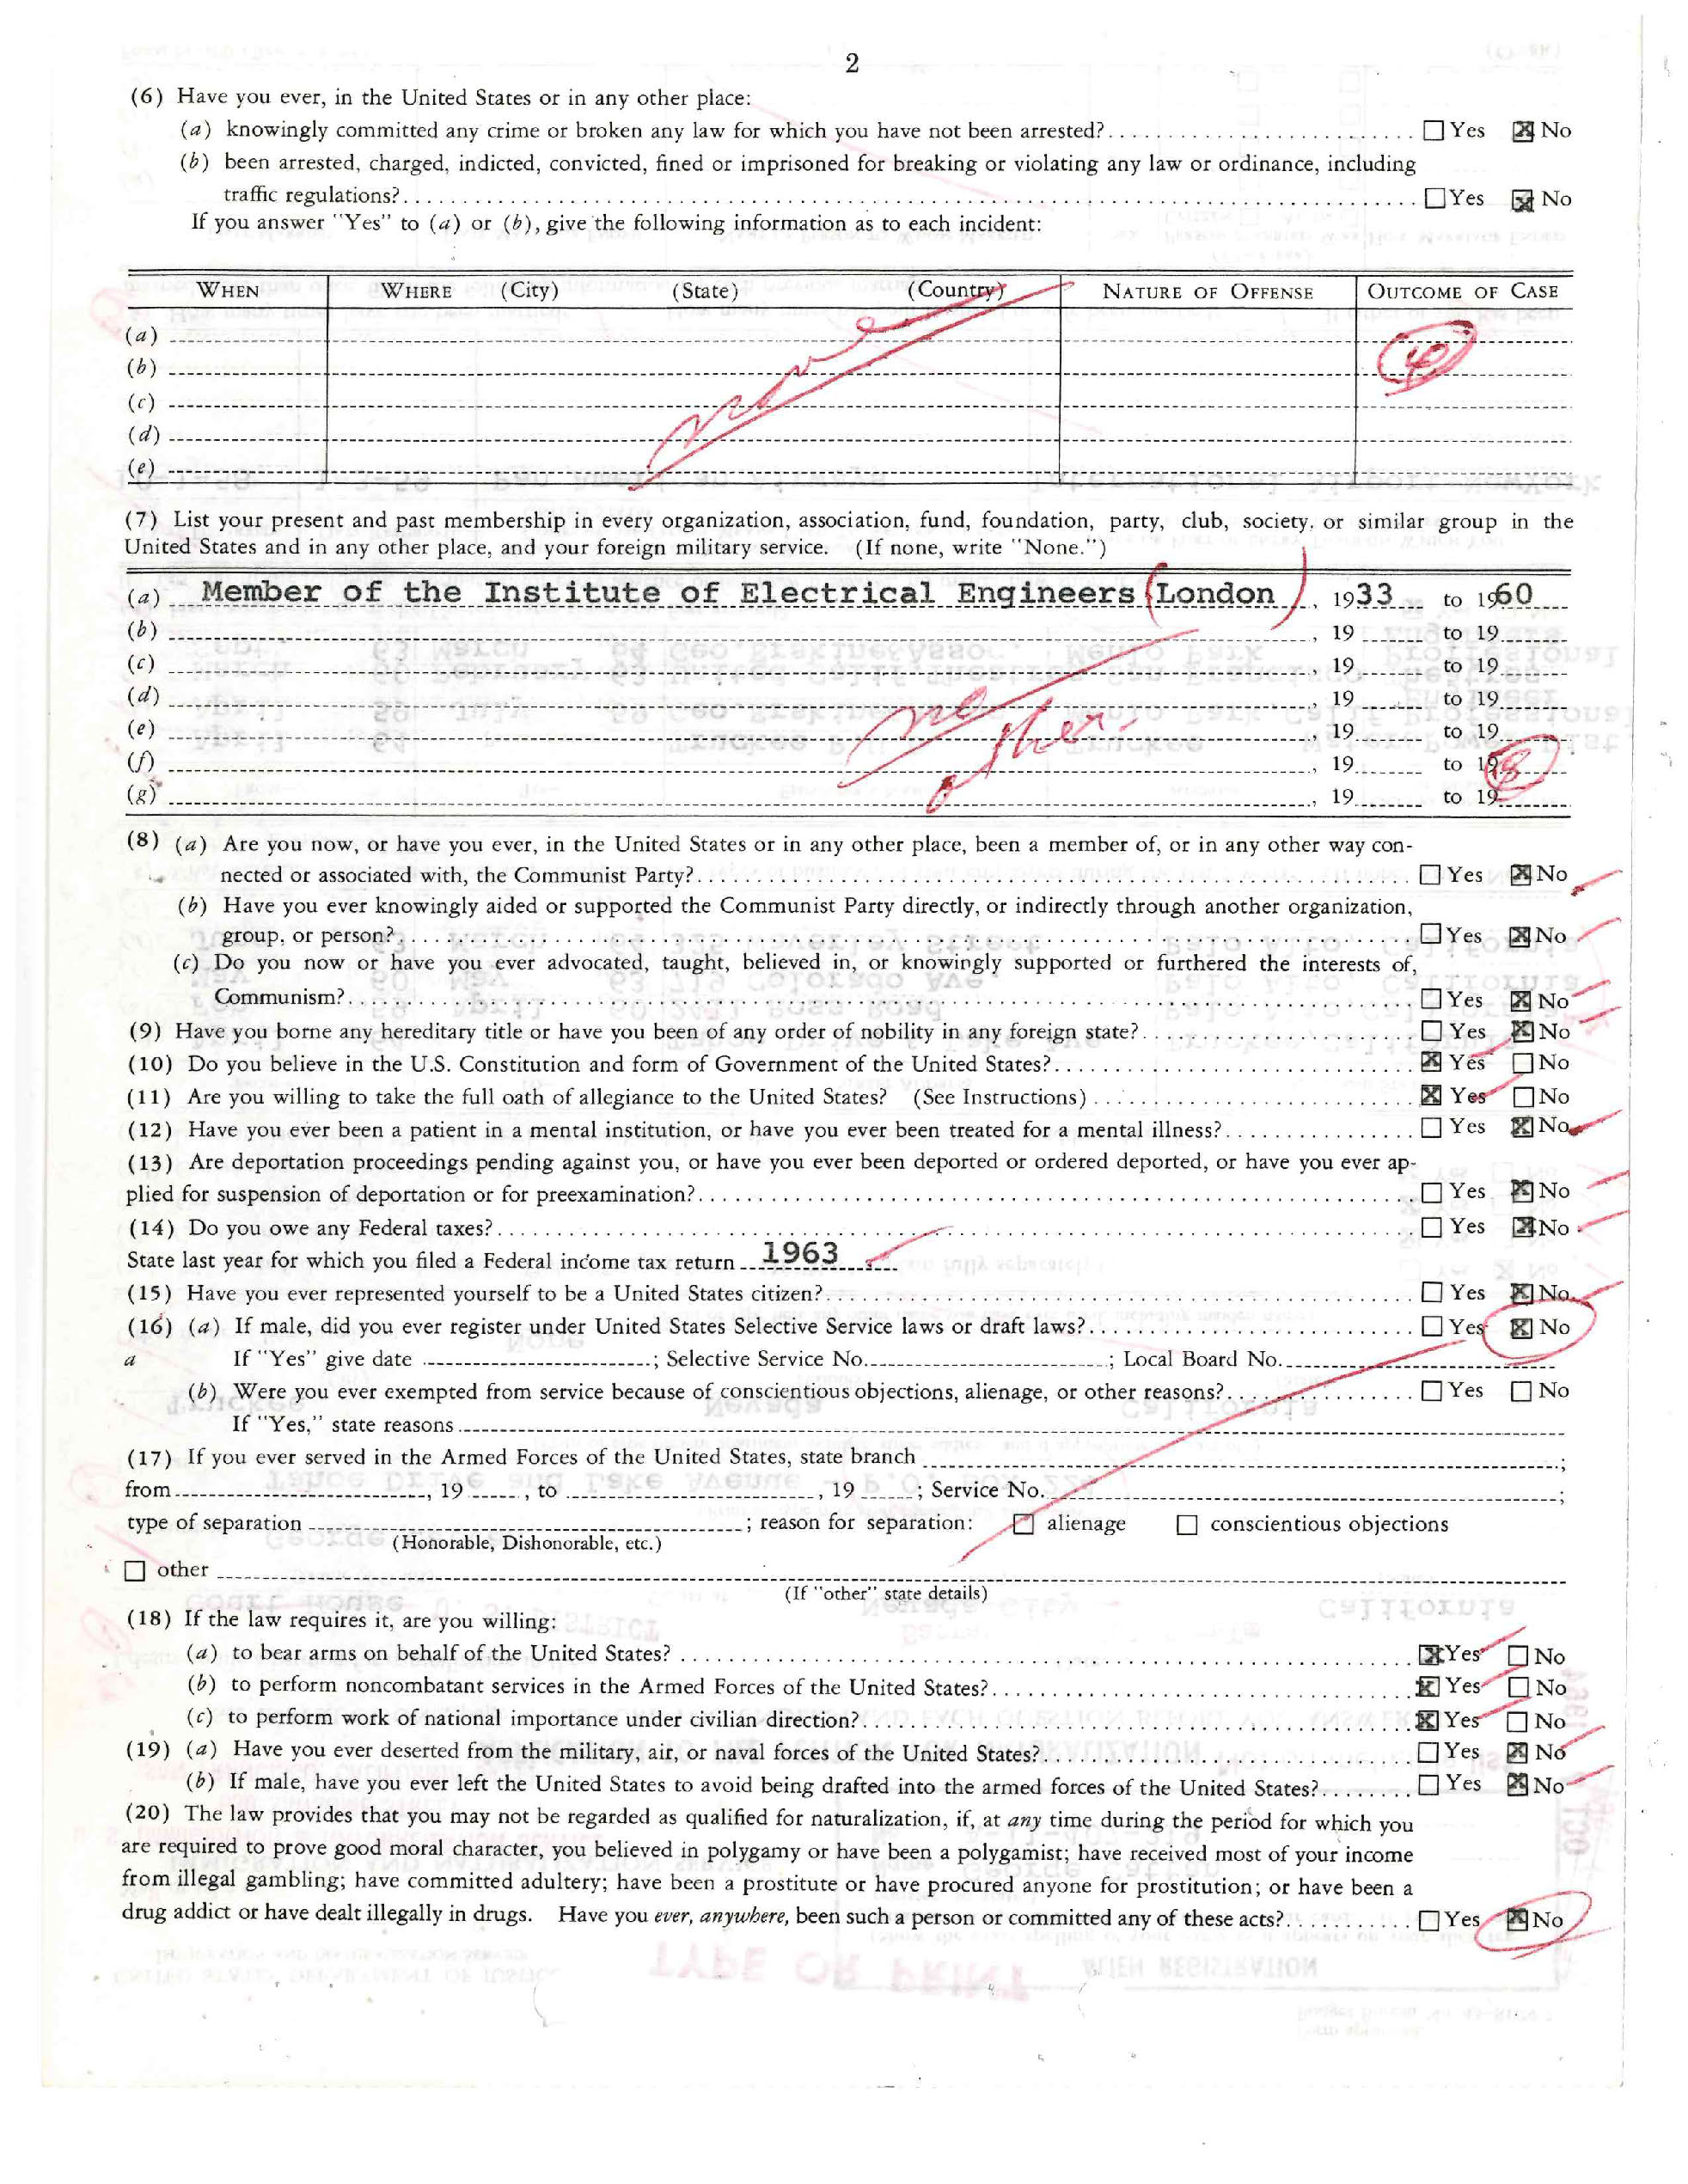 2
(6) Have you ever, in the United States or in any other place:
(a) knowingly committed any crime or broken any law for which you have not been arrested? ☐ Yes ☒ No
(b) been arrested, charged, indicted, convicted, fined or imprisoned for breaking or violating any law or ordinance, including
traffic regulations? ☐ Yes ☒ No
If you answer "Yes" to (a) or (b), give the following information as to each incident:
WHEN WHERE (City) (State) (Country) NATURE OF OFFENSE OUTCOME OF CASE
(a)
(b)
(c)
(d)
(e)
none
(7) List your present and past membership in every organization, association, fund, foundation, party, club, society, or similar group in the
United States and in any other place, and your foreign military service. (If none, write "None.")
(a) Member of the Institute of Electrical Engineers (London), 1933 to 1960
(b) , 19 to 19
(c) , 19 to 19
(d) , 19 to 19
(e) , 19 to 19
(f) , 19 to 19
(g) , 19 to 19
no other
(8) (a) Are you now, or have you ever, in the United States or in any other place, been a member of, or in any other way con-
nected or associated with, the Communist Party? ☐ Yes ☒ No
(b) Have you ever knowingly aided or supported the Communist Party directly, or indirectly through another organization,
group, or person? ☐ Yes ☒ No
(c) Do you now or have you ever advocated, taught, believed in, or knowingly supported or furthered the interests of,
Communism? ☐ Yes ☒ No
(9) Have you borne any hereditary title or have you been of any order of nobility in any foreign state? ☐ Yes ☒ No
(10) Do you believe in the U.S. Constitution and form of Government of the United States? ☒ Yes ☐ No
(11) Are you willing to take the full oath of allegiance to the United States? (See Instructions) ☒ Yes ☐ No
(12) Have you ever been a patient in a mental institution, or have you ever been treated for a mental illness? ☐ Yes ☒ No
(13) Are deportation proceedings pending against you, or have you ever been deported or ordered deported, or have you ever ap-
plied for suspension of deportation or for preexamination? ☐ Yes ☒ No
(14) Do you owe any Federal taxes? ☐ Yes ☒ No
State last year for which you filed a Federal income tax return 1963
(15) Have you ever represented yourself to be a United States citizen? ☐ Yes ☒ No
(16) (a) If male, did you ever register under United States Selective Service laws or draft laws? ☐ Yes ☒ No
a If "Yes" give date ; Selective Service No. ; Local Board No.
(b) Were you ever exempted from service because of conscientious objections, alienage, or other reasons? ☐ Yes ☐ No
If "Yes," state reasons
(17) If you ever served in the Armed Forces of the United States, state branch ;
from , 19 , to , 19 ; Service No. ;
type of separation ; reason for separation: ☐ alienage ☐ conscientious objections
(Honorable, Dishonorable, etc.)
☐ other
(If "other" state details)
(18) If the law requires it, are you willing:
(a) to bear arms on behalf of the United States? ☒ Yes ☐ No
(b) to perform noncombatant services in the Armed Forces of the United States? ☒ Yes ☐ No
(c) to perform work of national importance under civilian direction? ☒ Yes ☐ No
(19) (a) Have you ever deserted from the military, air, or naval forces of the United States? ☐ Yes ☒ No
(b) If male, have you ever left the United States to avoid being drafted into the armed forces of the United States? ☐ Yes ☒ No
(20) The law provides that you may not be regarded as qualified for naturalization, if, at any time during the period for which you
are required to prove good moral character, you believed in polygamy or have been a polygamist; have received most of your income
from illegal gambling; have committed adultery; have been a prostitute or have procured anyone for prostitution; or have been a
drug addict or have dealt illegally in drugs. Have you ever, anywhere, been such a person or committed any of these acts? ☐ Yes ☒ No